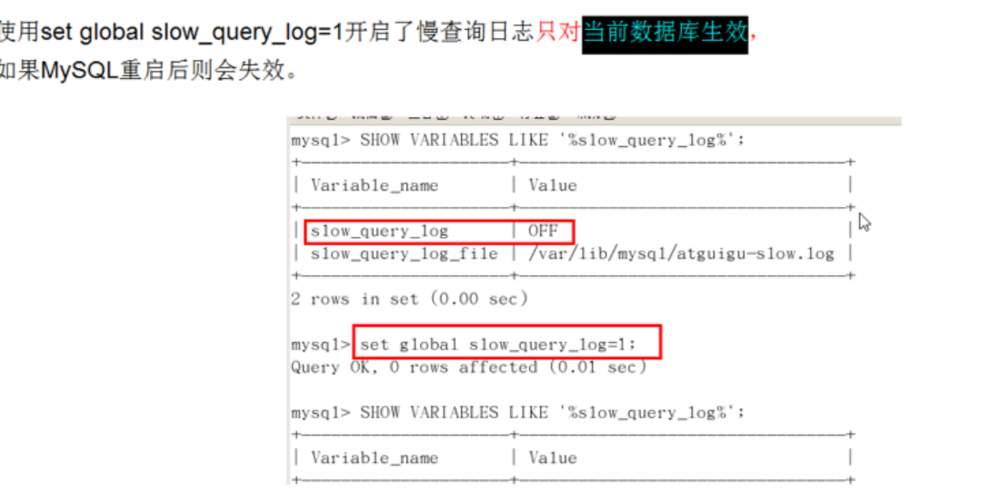 使用set global slow_query_log=1开启了慢查询日志只对当前数据库生效，
如果MySQL重启后则会失效。
mysql> SHOW VARIABLES LIKE '%slow_query_log%';
| Variable_name | Value |
| slow_query_log | OFF |
| slow_query_log_file | /var/lib/mysql/atguigu-slow.log |
2 rows in set (0.00 sec)
mysql> set global slow_query_log=1;
Query OK, 0 rows affected (0.01 sec)
mysql> SHOW VARIABLES LIKE '%slow_query_log%';
| Variable_name | Value |